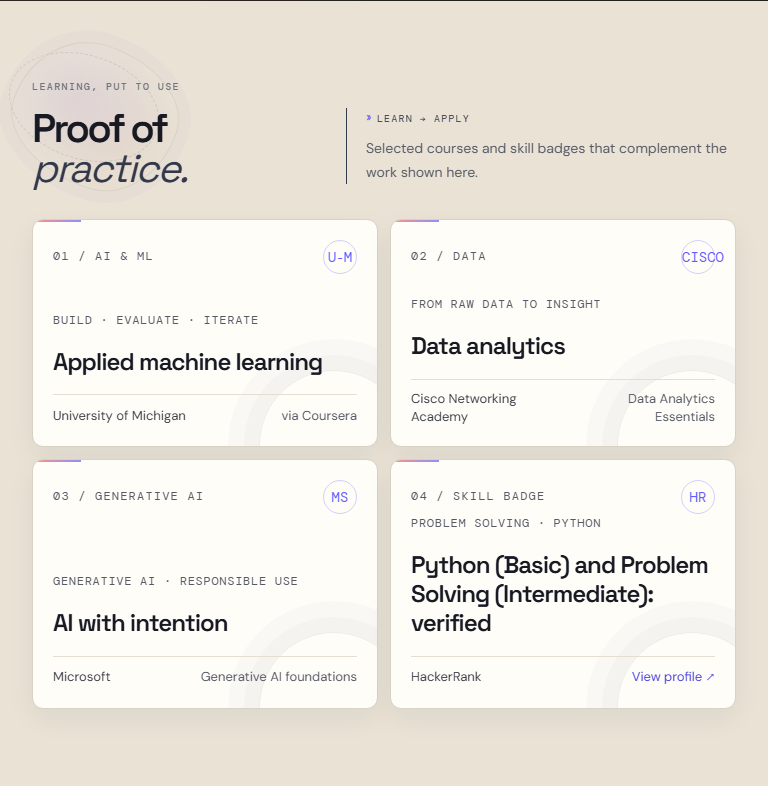 LEARNING, PUT TO USE
Proof of
practice.
» LEARN → APPLY
Selected courses and skill badges that complement the
work shown here.
01 / AI & ML
U-M
BUILD · EVALUATE · ITERATE
Applied machine learning
University of Michigan
via Coursera
02 / DATA
CISCO
FROM RAW DATA TO INSIGHT
Data analytics
Cisco Networking
Academy
Data Analytics
Essentials
03 / GENERATIVE AI
MS
GENERATIVE AI · RESPONSIBLE USE
AI with intention
Microsoft
Generative AI foundations
04 / SKILL BADGE
HR
PROBLEM SOLVING · PYTHON
Python (Basic) and Problem
Solving (Intermediate):
verified
HackerRank
View profile ↗